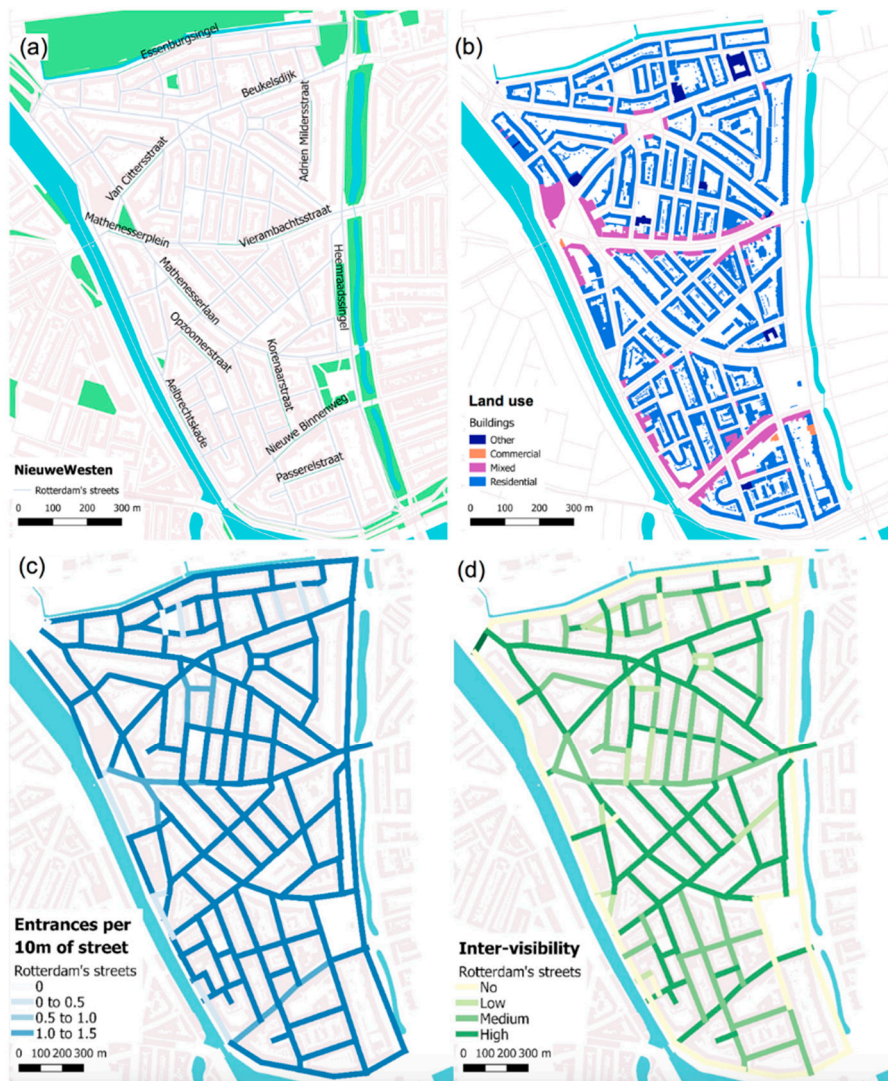 (a)
Essenburgsingel
Beukelsdijk
Adrien Mildersstraat
Van Cittersstraat
Mathenesserplein
Vierambachtsstraat
Heemraadssingel
Mathenesserlaan
Opzoomerstraat
Korenaarstraat
Aelbrechtskade
Nieuwe Binnenweg
Passerelstraat
NieuweWesten
Rotterdam's streets
0 100 200 300 m
(b)
Land use
Buildings
Other
Commercial
Mixed
Residential
0 100 200 300 m
(c)
Entrances per
10m of street
Rotterdam's streets
0
0 to 0.5
0.5 to 1.0
1.0 to 1.5
0 100 200 300 m
(d)
Inter-visibility
Rotterdam's streets
No
Low
Medium
High
0 100 200 300 m